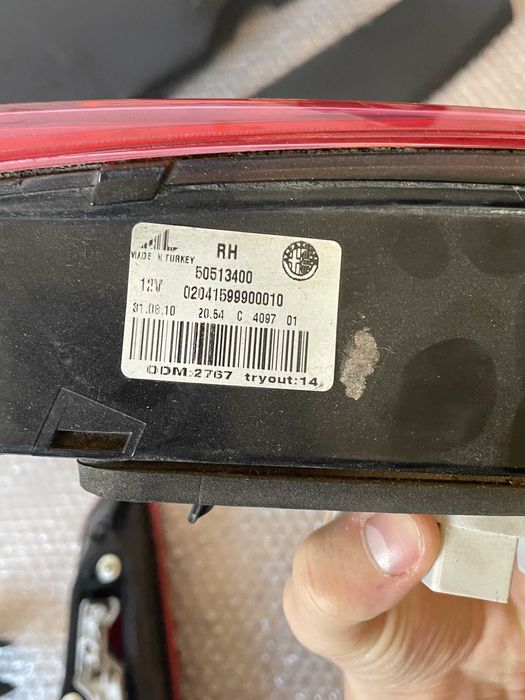 RH
MADE IN TURKEY
50513400
12V 02041599900010
31.08.10 20.54 C 4097 01
ODM:2767 tryout:14